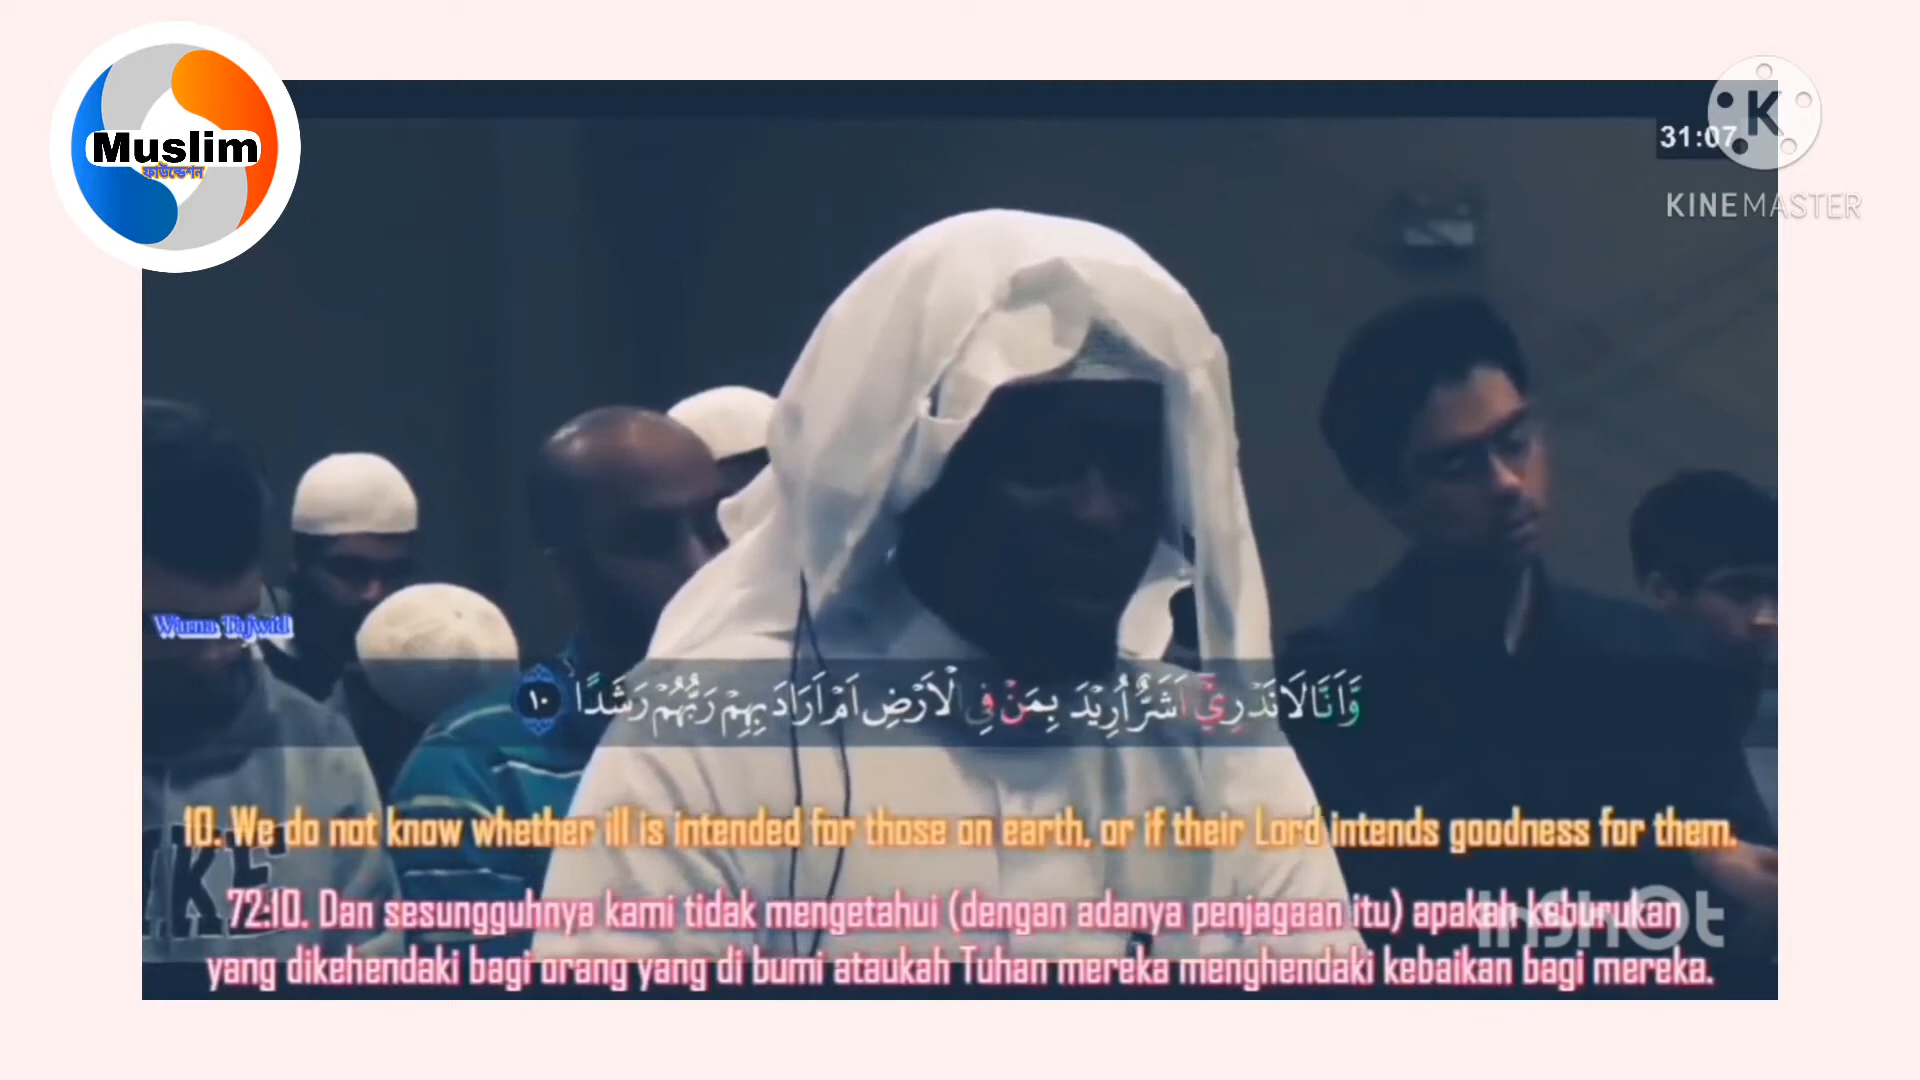 Muslim
ফাউন্ডেশন
31:07
K
KINEMASTER
Warna Tajwid
وَّاَنَّا لَا نَدْرِيْٓ اَشَرٌّ اُرِيْدَ بِمَنْ فِى الْاَرْضِ اَمْ اَرَادَ بِهِمْ رَبُّهُمْ رَشَدًاۙ ١٠
10. We do not know whether ill is intended for those on earth, or if their Lord intends goodness for them.
72:10. Dan sesungguhnya kami tidak mengetahui (dengan adanya penjagaan itu) apakah keburukan
yang dikehendaki bagi orang yang di bumi ataukah Tuhan mereka menghendaki kebaikan bagi mereka.
InShOt